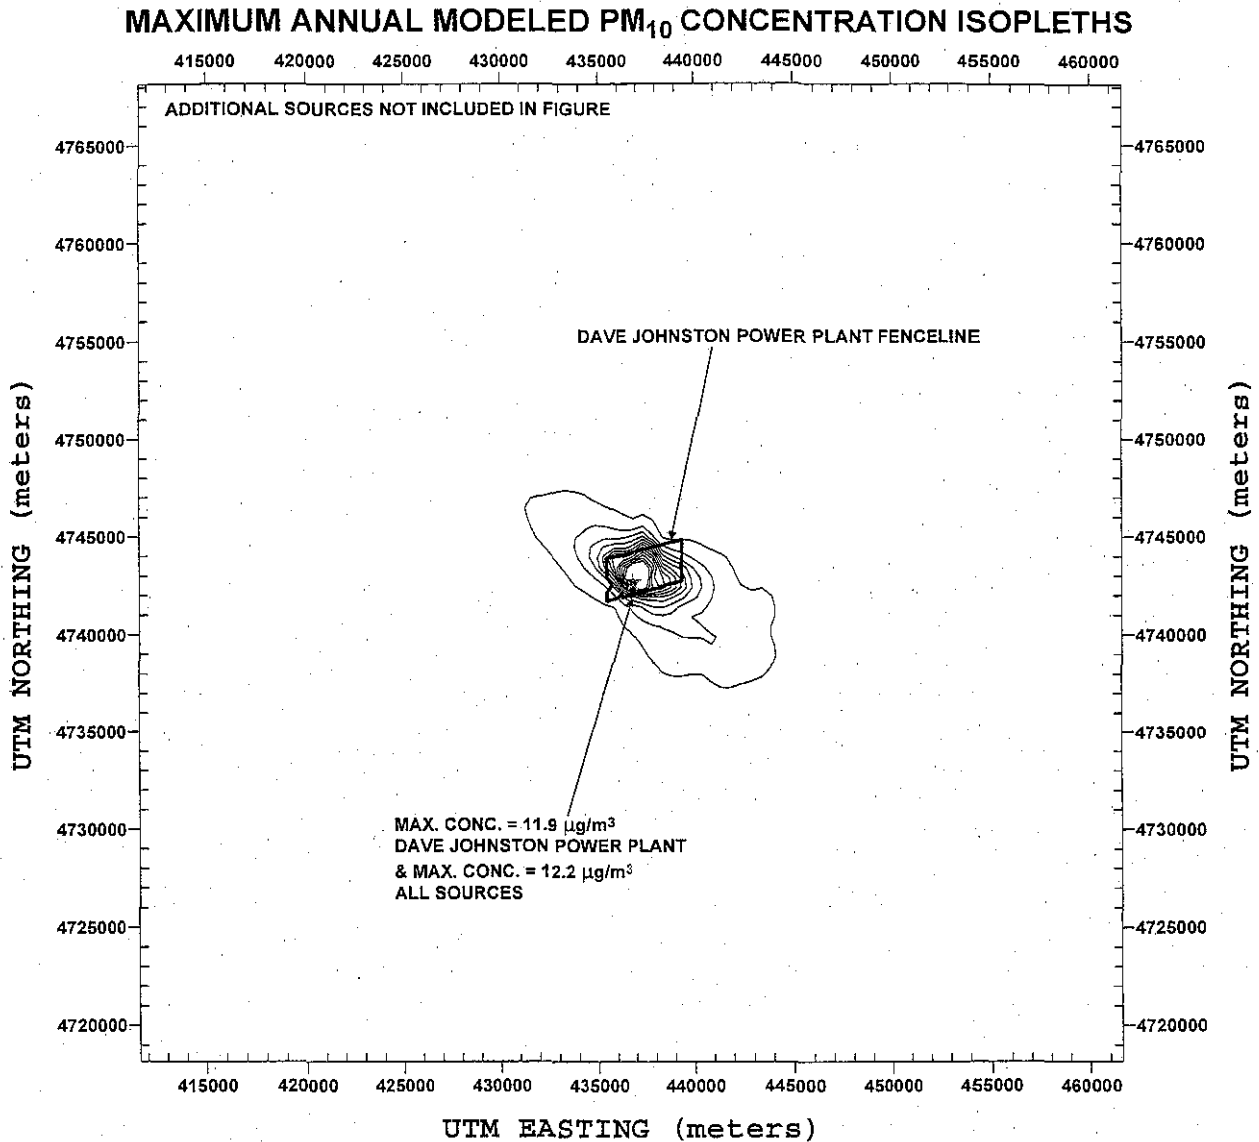 MAXIMUM ANNUAL MODELED PM10 CONCENTRATION ISOPLETHS
415000 420000 425000 430000 435000 440000 445000 450000 455000 460000
ADDITIONAL SOURCES NOT INCLUDED IN FIGURE
4765000 4765000
4760000 4760000
DAVE JOHNSTON POWER PLANT FENCELINE
4755000 4755000
4750000 4750000
UTM NORTHING (meters)
UTM NORTHING (meters)
4745000 4745000
4740000 4740000
4735000 4735000
4730000 4730000
MAX. CONC. = 11.9 µg/m³
DAVE JOHNSTON POWER PLANT
& MAX. CONC. = 12.2 µg/m³
ALL SOURCES
4725000 4725000
4720000 4720000
415000 420000 425000 430000 435000 440000 445000 450000 455000 460000
UTM EASTING (meters)